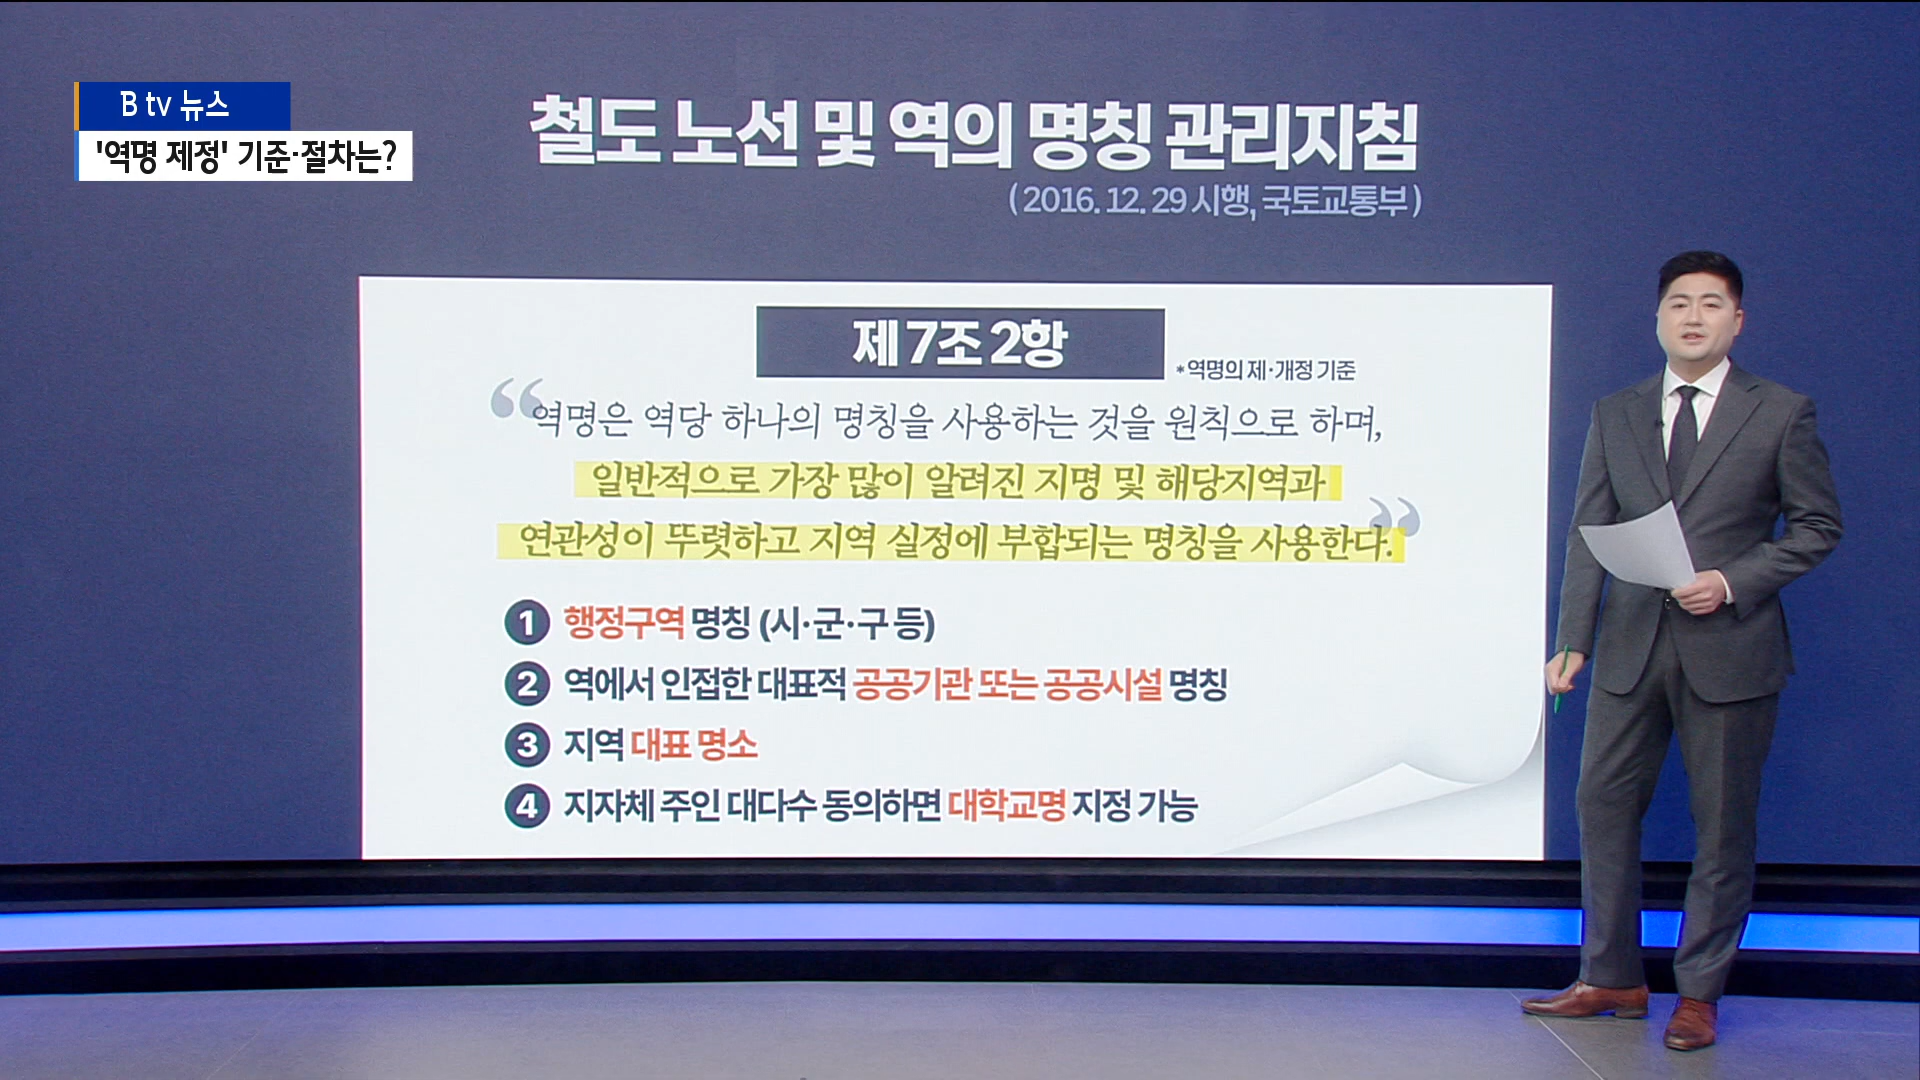 B tv 뉴스
'역명 제정' 기준·절차는?
철도 노선 및 역의 명칭 관리지침
( 2016. 12. 29 시행, 국토교통부 )
제 7조 2항
*역명의 제·개정 기준
“역명은 역당 하나의 명칭을 사용하는 것을 원칙으로 하며,
일반적으로 가장 많이 알려진 지명 및 해당지역과
연관성이 뚜렷하고 지역 실정에 부합되는 명칭을 사용한다.”
1 행정구역 명칭 (시·군·구 등)
2 역에서 인접한 대표적 공공기관 또는 공공시설 명칭
3 지역 대표 명소
4 지자체 주인 대다수 동의하면 대학교명 지정 가능